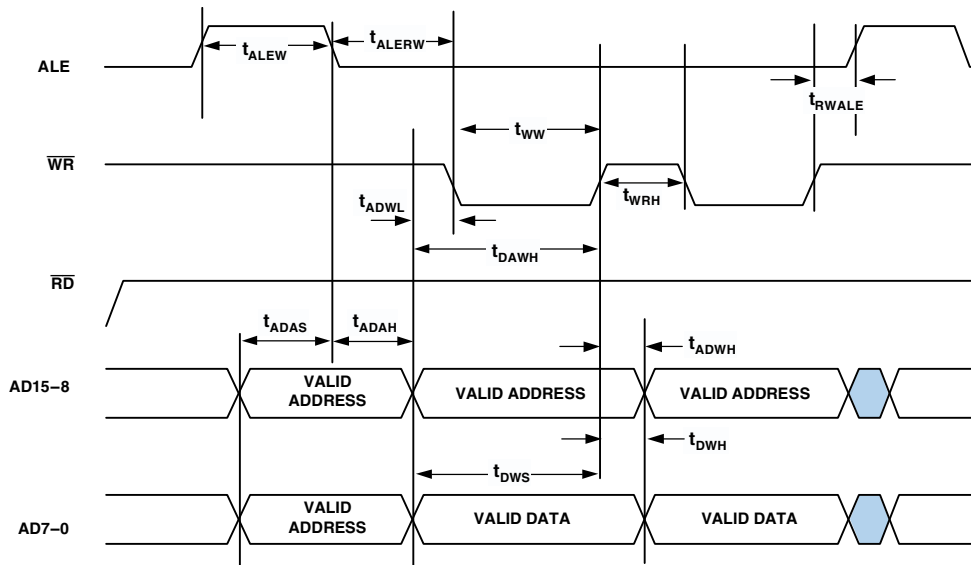 ALE
tALEW
tALERW
tRWALE
WR
tWW
tWRH
tADWL
tDAWH
RD
tADAS
tADAH
tADWH
AD15–8
VALID
ADDRESS
VALID ADDRESS
VALID ADDRESS
tDWH
tDWS
AD7–0
VALID
ADDRESS
VALID DATA
VALID DATA